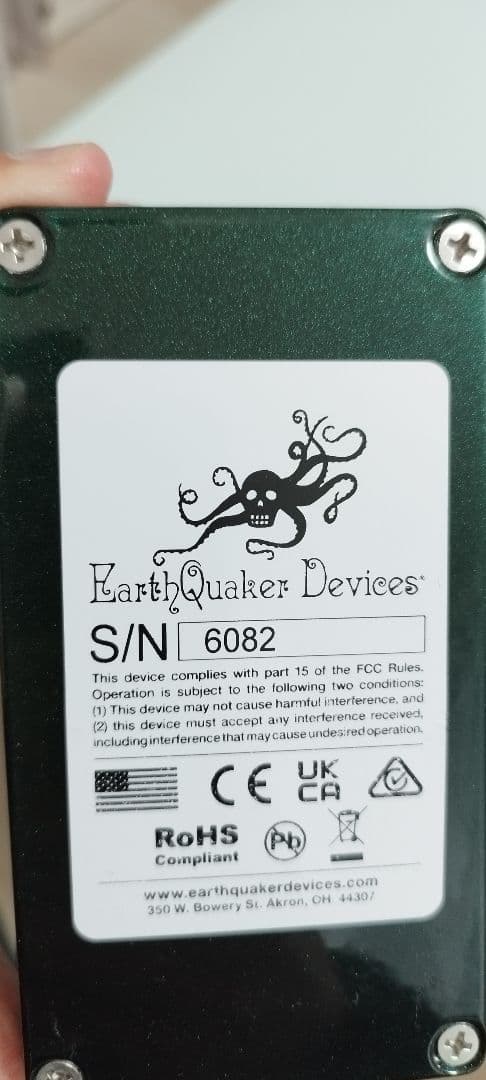 EarthQuaker Devices
S/N 6082
This device complies with part 15 of the FCC Rules.
Operation is subject to the following two conditions:
(1) This device may not cause harmful interference, and
(2) this device must accept any interference received,
including interference that may cause undesired operation.
CE UK
CA
RoHS
Compliant
Pb
www.earthquakerdevices.com
350 W. Bowery St. Akron, OH 44307